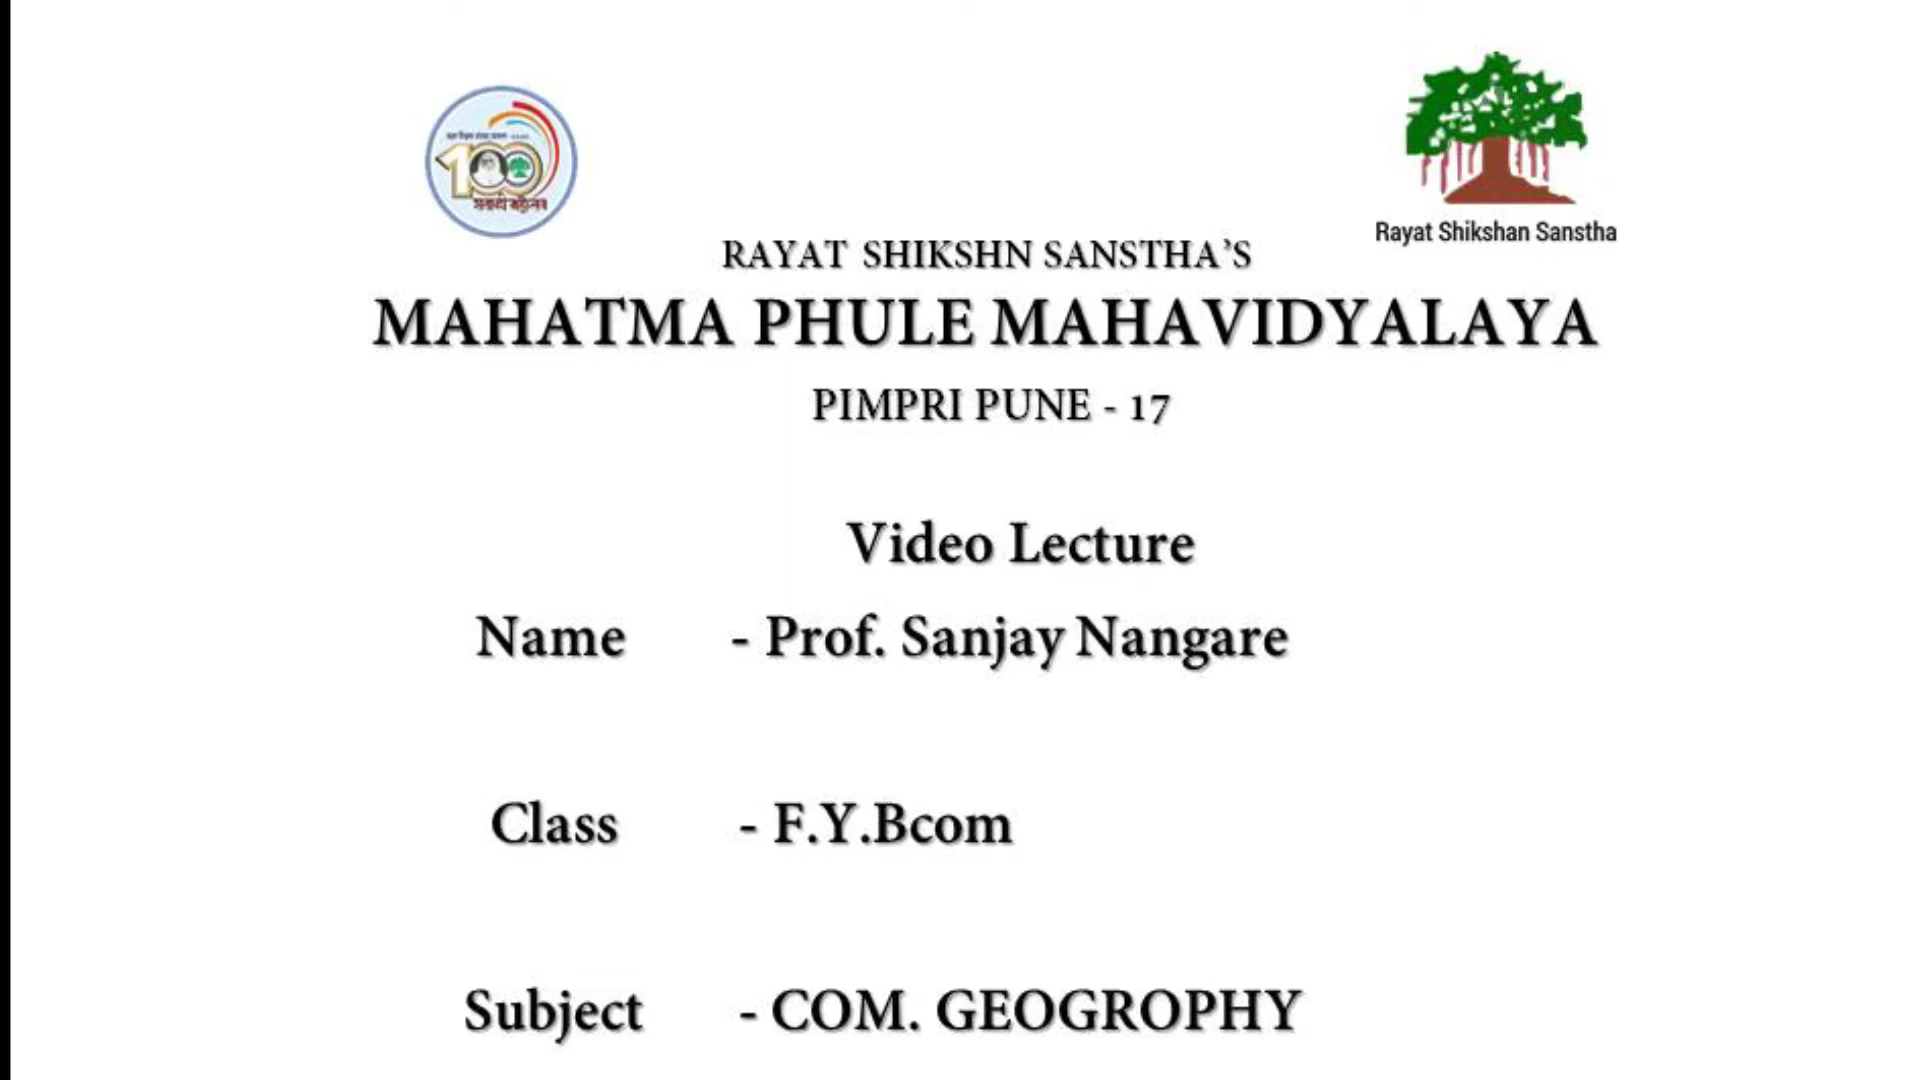 100
Rayat Shikshan Sanstha
RAYAT SHIKSHN SANSTHA’S
MAHATMA PHULE MAHAVIDYALAYA
PIMPRI PUNE - 17
Video Lecture
Name - Prof. Sanjay Nangare
Class - F.Y.Bcom
Subject - COM. GEOGROPHY